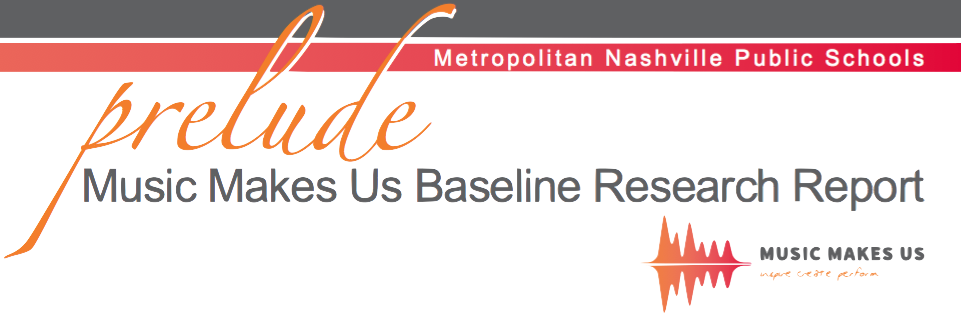 Metropolitan Nashville Public Schools
prelude
Music Makes Us Baseline Research Report
MUSIC MAKES US
inspire create perform